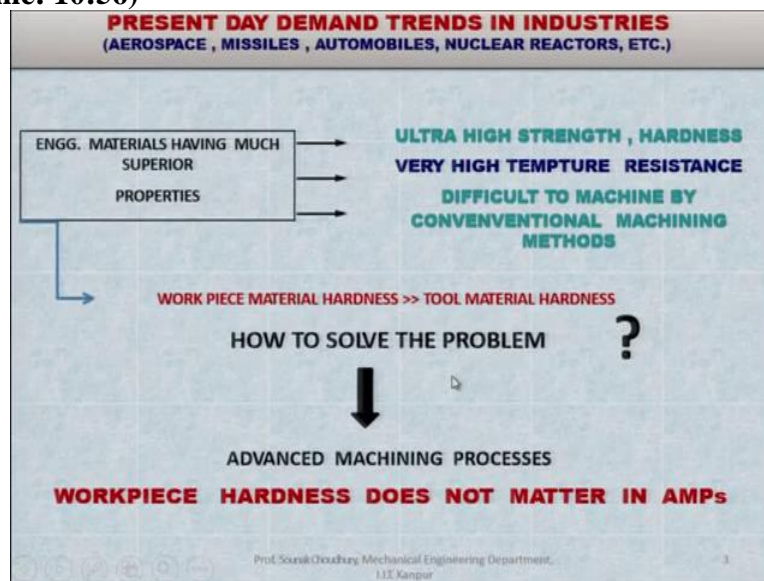 ne: 10:56)
PRESENT DAY DEMAND TRENDS IN INDUSTRIES
(AEROSPACE , MISSILES , AUTOMOBILES, NUCLEAR REACTORS, ETC.)
ENGG. MATERIALS HAVING MUCH
SUPERIOR
PROPERTIES
ULTRA HIGH STRENGTH , HARDNESS
VERY HIGH TEMPTURE RESISTANCE
DIFFICULT TO MACHINE BY
CONVENVENTIONAL MACHINING
METHODS
WORK PIECE MATERIAL HARDNESS >> TOOL MATERIAL HARDNESS
HOW TO SOLVE THE PROBLEM ?
ADVANCED MACHINING PROCESSES
WORKPIECE HARDNESS DOES NOT MATTER IN AMPs
Prof. Sounak Choudhury, Mechanical Engineering Department,
I.I.T. Kanpur